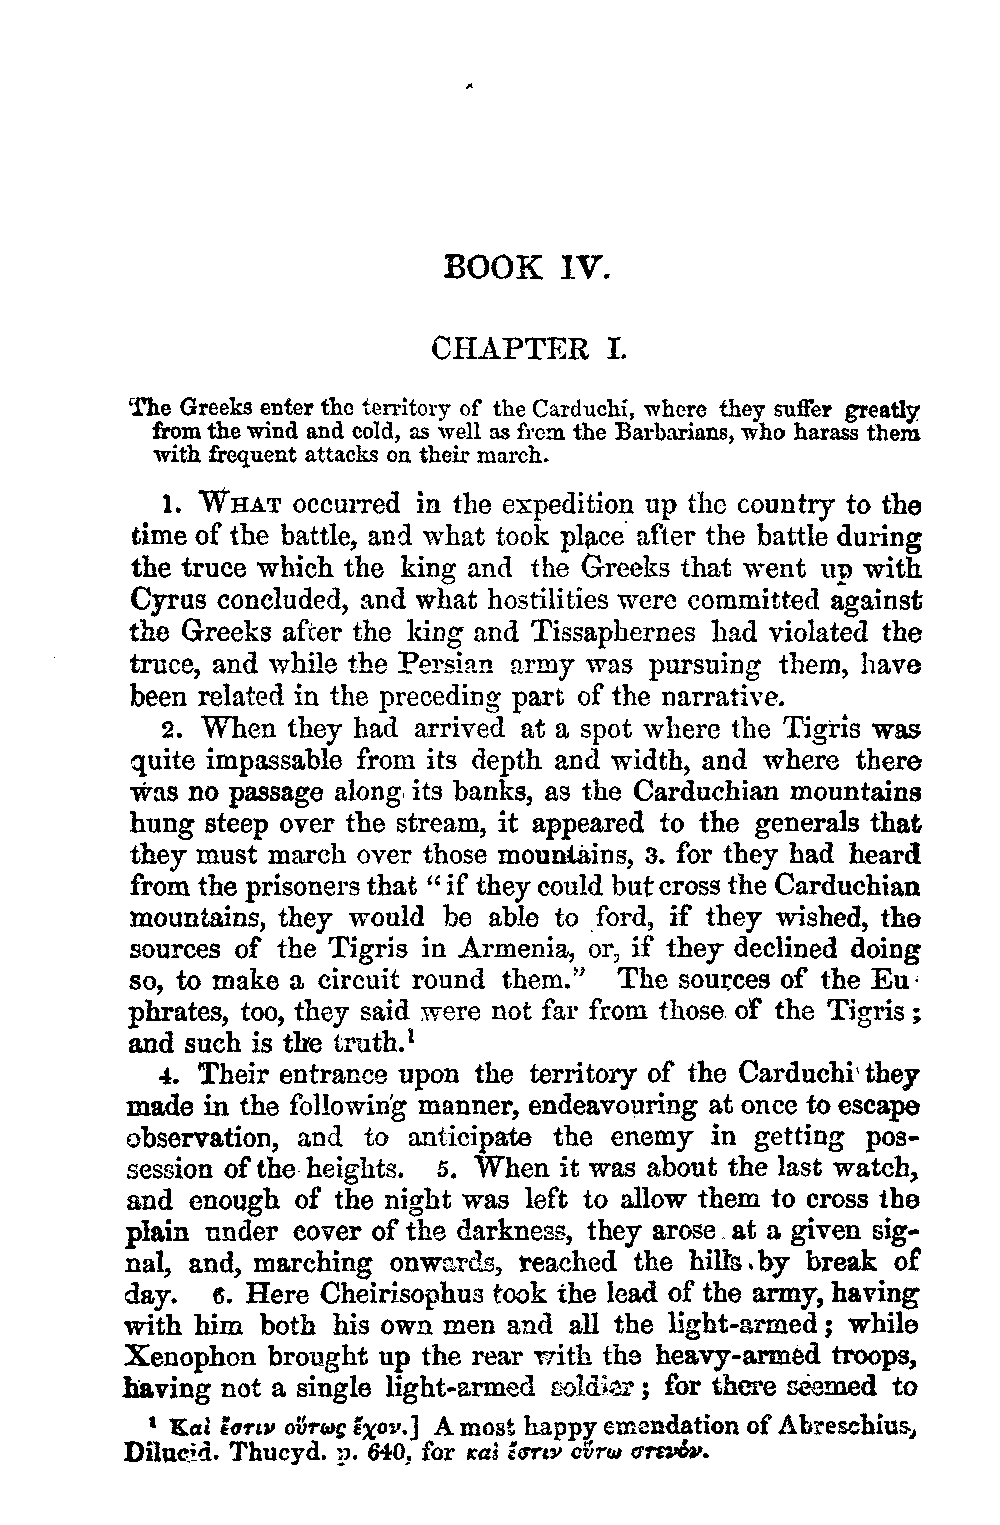 BOOK IV.
CHAPTER I.
The Greeks enter the territory of the Carduchi, where they suffer greatly
from the wind and cold, as well as from the Barbarians, who harass them
with frequent attacks on their march.
1. WHAT occurred in the expedition up the country to the
time of the battle, and what took place after the battle during
the truce which the king and the Greeks that went up with
Cyrus concluded, and what hostilities were committed against
the Greeks after the king and Tissaphernes had violated the
truce, and while the Persian army was pursuing them, have
been related in the preceding part of the narrative.
2. When they had arrived at a spot where the Tigris was
quite impassable from its depth and width, and where there
was no passage along its banks, as the Carduchian mountains
hung steep over the stream, it appeared to the generals that
they must march over those mountains, 3. for they had heard
from the prisoners that “if they could but cross the Carduchian
mountains, they would be able to ford, if they wished, the
sources of the Tigris in Armenia, or, if they declined doing
so, to make a circuit round them.” The sources of the Eu-
phrates, too, they said were not far from those of the Tigris;
and such is the truth.¹
4. Their entrance upon the territory of the Carduchi they
made in the following manner, endeavouring at once to escape
observation, and to anticipate the enemy in getting pos-
session of the heights. 5. When it was about the last watch,
and enough of the night was left to allow them to cross the
plain under cover of the darkness, they arose at a given sig-
nal, and, marching onwards, reached the hills by break of
day. 6. Here Cheirisophus took the lead of the army, having
with him both his own men and all the light-armed; while
Xenophon brought up the rear with the heavy-armed troops,
having not a single light-armed soldier; for there seemed to
¹ Καὶ ἔστιν οὕτως ἔχον.] A most happy emendation of Abreschius,
Dilucid. Thucyd. p. 640, for καὶ ἔστιν οὕτω στενόν.